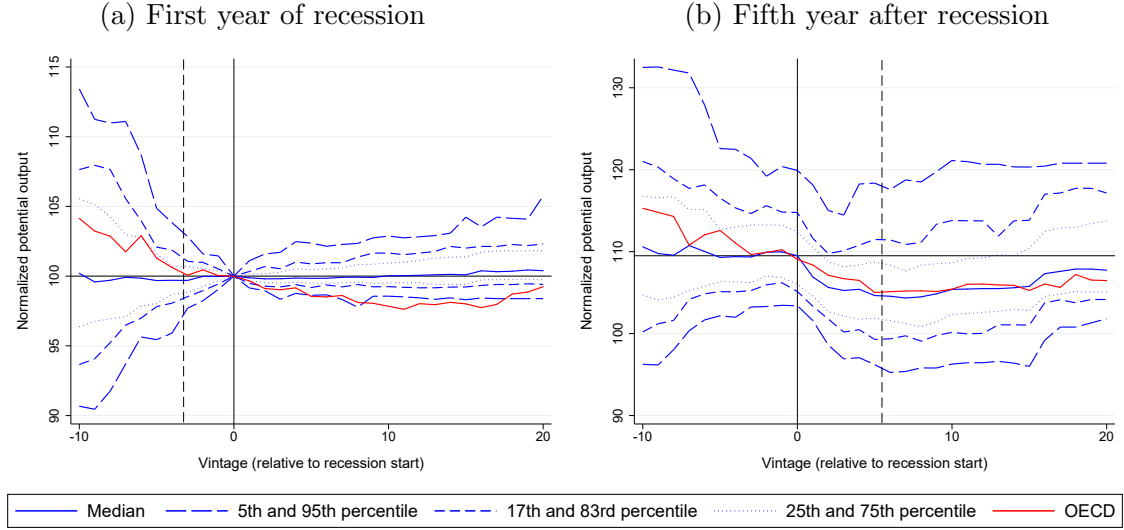 (a) First year of recession
(b) Fifth year after recession
Normalized potential output
115
110
105
100
95
90
-10
0
20
Vintage (relative to recession start)
Normalized potential output
130
120
110
100
90
-10
0
10
20
Vintage (relative to recession start)
Median
5th and 95th percentile
17th and 83rd percentile
25th and 75th percentile
OECD